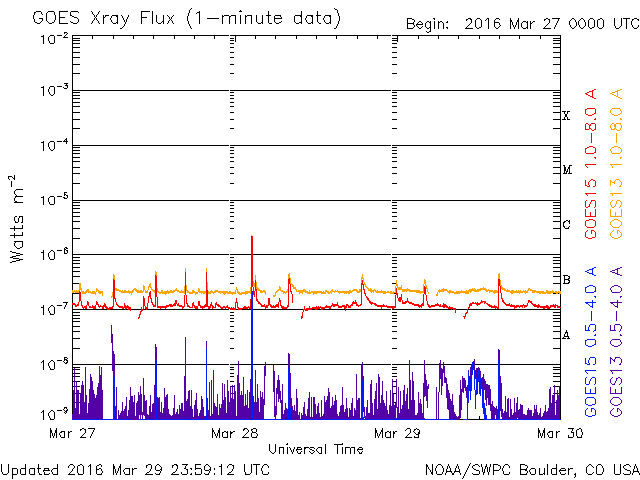 GOES Xray Flux (1-minute data)
Begin: 2016 Mar 27 0000 UTC
10-2
10-3
10-4
10-5
10-6
10-7
10-8
10-9
Watts m-2
X
M
C
B
A
GOES15 1.0-8.0 A
GOES13 1.0-8.0 A
GOES15 0.5-4.0 A
GOES13 0.5-4.0 A
Mar 27
Mar 28
Mar 29
Mar 30
Universal Time
Updated 2016 Mar 29 23:59:12 UTC
NOAA/SWPC Boulder, CO USA